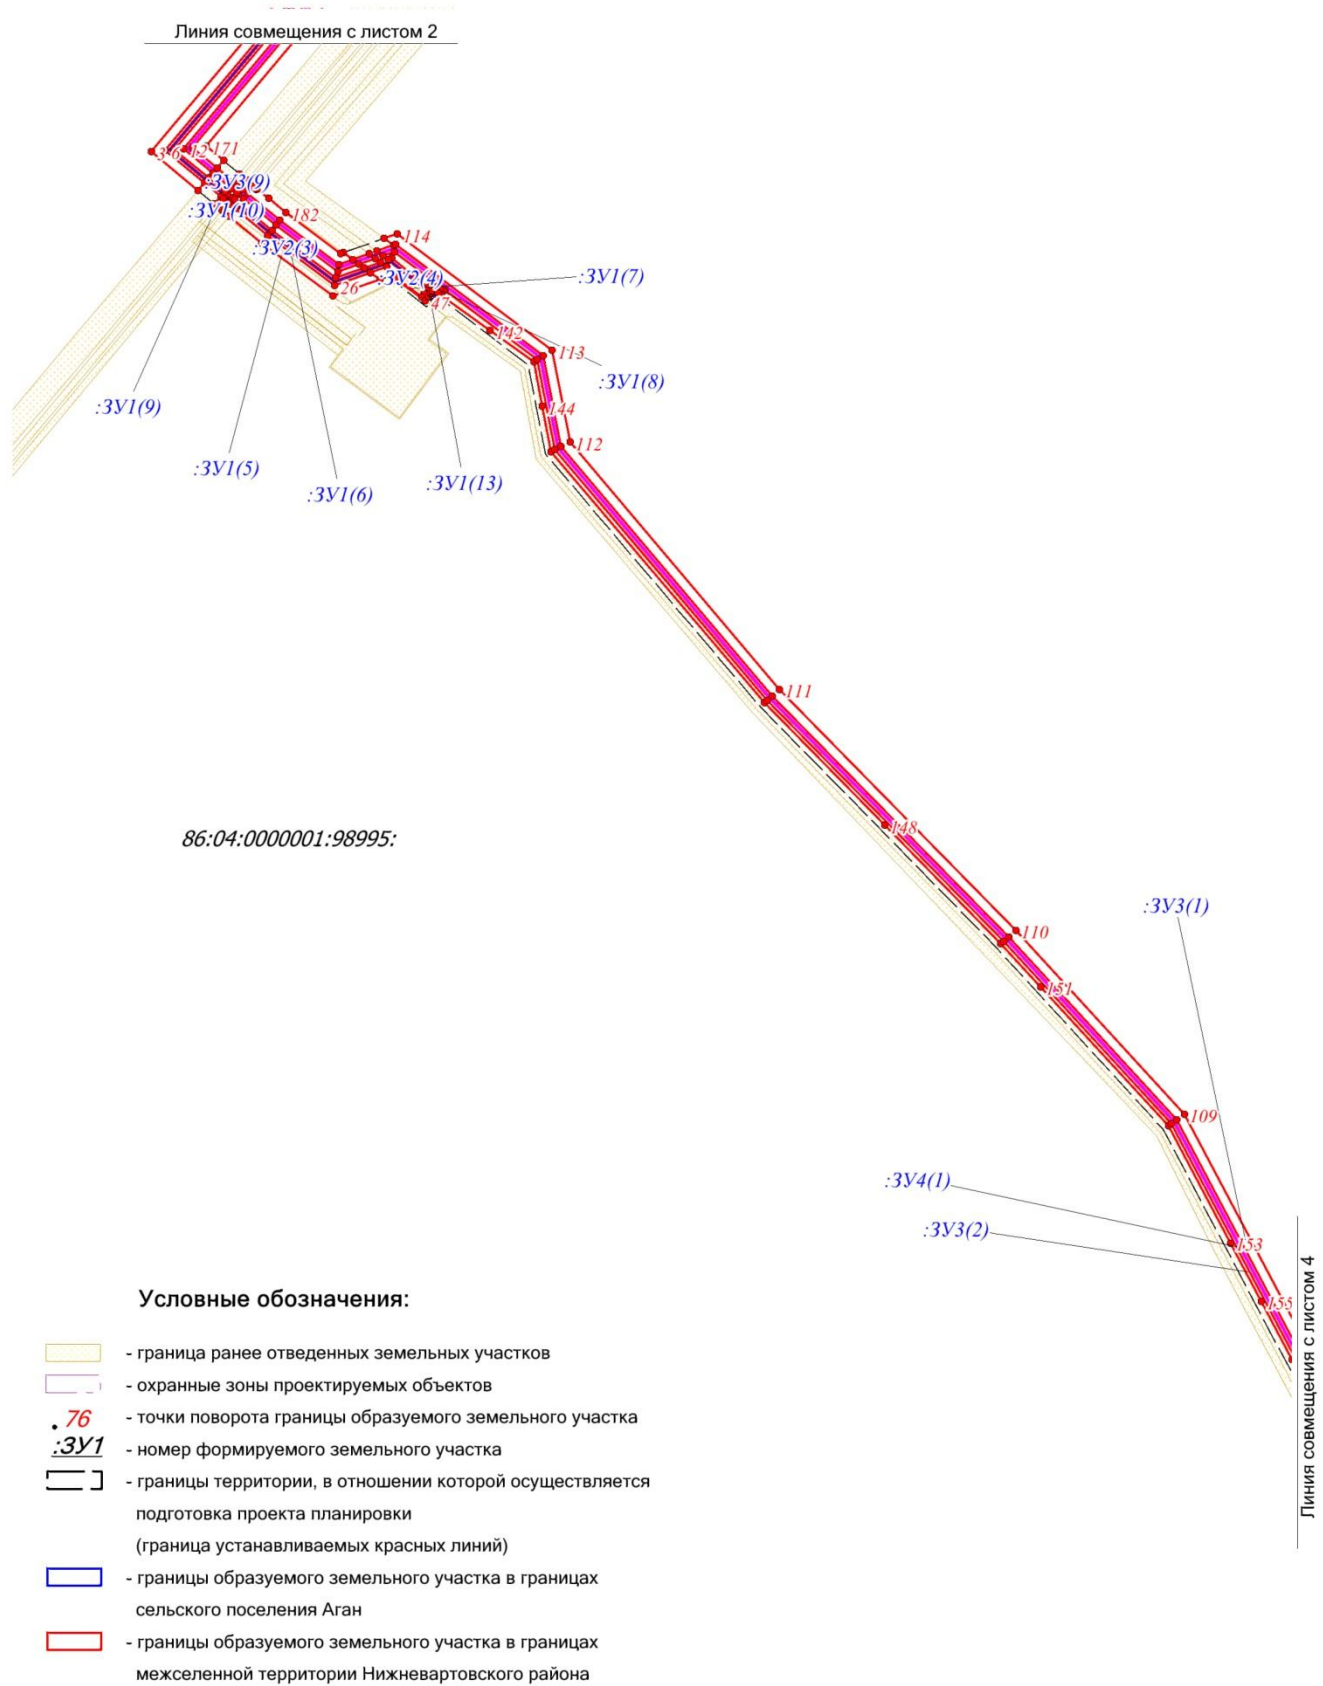 Линия совмещения с листом 2
36
12
171
:ЗУ3(9)
:ЗУ1(10)
182
:ЗУ2(3)
114
:ЗУ2(4)
:ЗУ1(7)
26
47
142
113
:ЗУ1(8)
:ЗУ1(9)
144
112
:ЗУ1(5)
:ЗУ1(6)
:ЗУ1(13)
111
148
86:04:0000001:98995:
:ЗУ3(1)
110
151
109
:ЗУ4(1)
:ЗУ3(2)
153
155
Линия совмещения с листом 4
Условные обозначения:
- граница ранее отведенных земельных участков
- охранные зоны проектируемых объектов
.76 - точки поворота границы образуемого земельного участка
:ЗУ1 - номер формируемого земельного участка
- границы территории, в отношении которой осуществляется
подготовка проекта планировки
(граница устанавливаемых красных линий)
- границы образуемого земельного участка в границах
сельского поселения Аган
- границы образуемого земельного участка в границах
межселенной территории Нижневартовского района